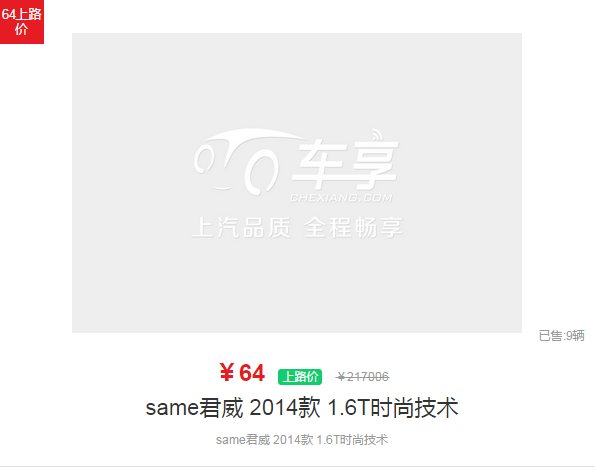 64上路
价
车享
CHEXIANG.COM
上汽品质 全程畅享
已售:9辆
￥64 上路价 ￥217006
same君威 2014款 1.6T时尚技术
same君威 2014款 1.6T时尚技术